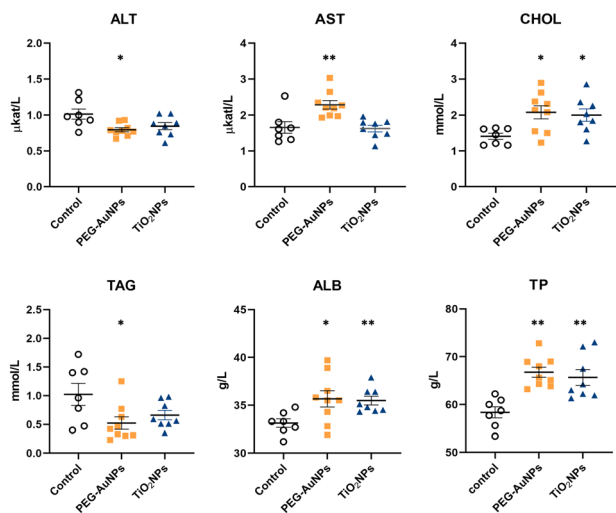 ALT
AST
CHOL
2.0
1.5
1.0
0.5
0.0
µkatl/L
*
Control
PEG-AuNPs
TiO₂NPs
4
3
2
1
0
µkatl/L
**
Control
PEG-AuNPs
TiO₂NPs
4
3
2
1
0
mmol/L
*
*
Control
PEG-AuNPs
TiO₂NPs
TAG
ALB
TP
2.5
2.0
1.5
1.0
0.5
0.0
mmol/L
*
Control
PEG-AuNPs
TiO₂NPs
45
40
35
30
g/L
*
**
Control
PEG-AuNPs
TiO₂NPs
80
70
60
50
g/L
**
**
control
PEG-AuNPs
TiO₂NPs